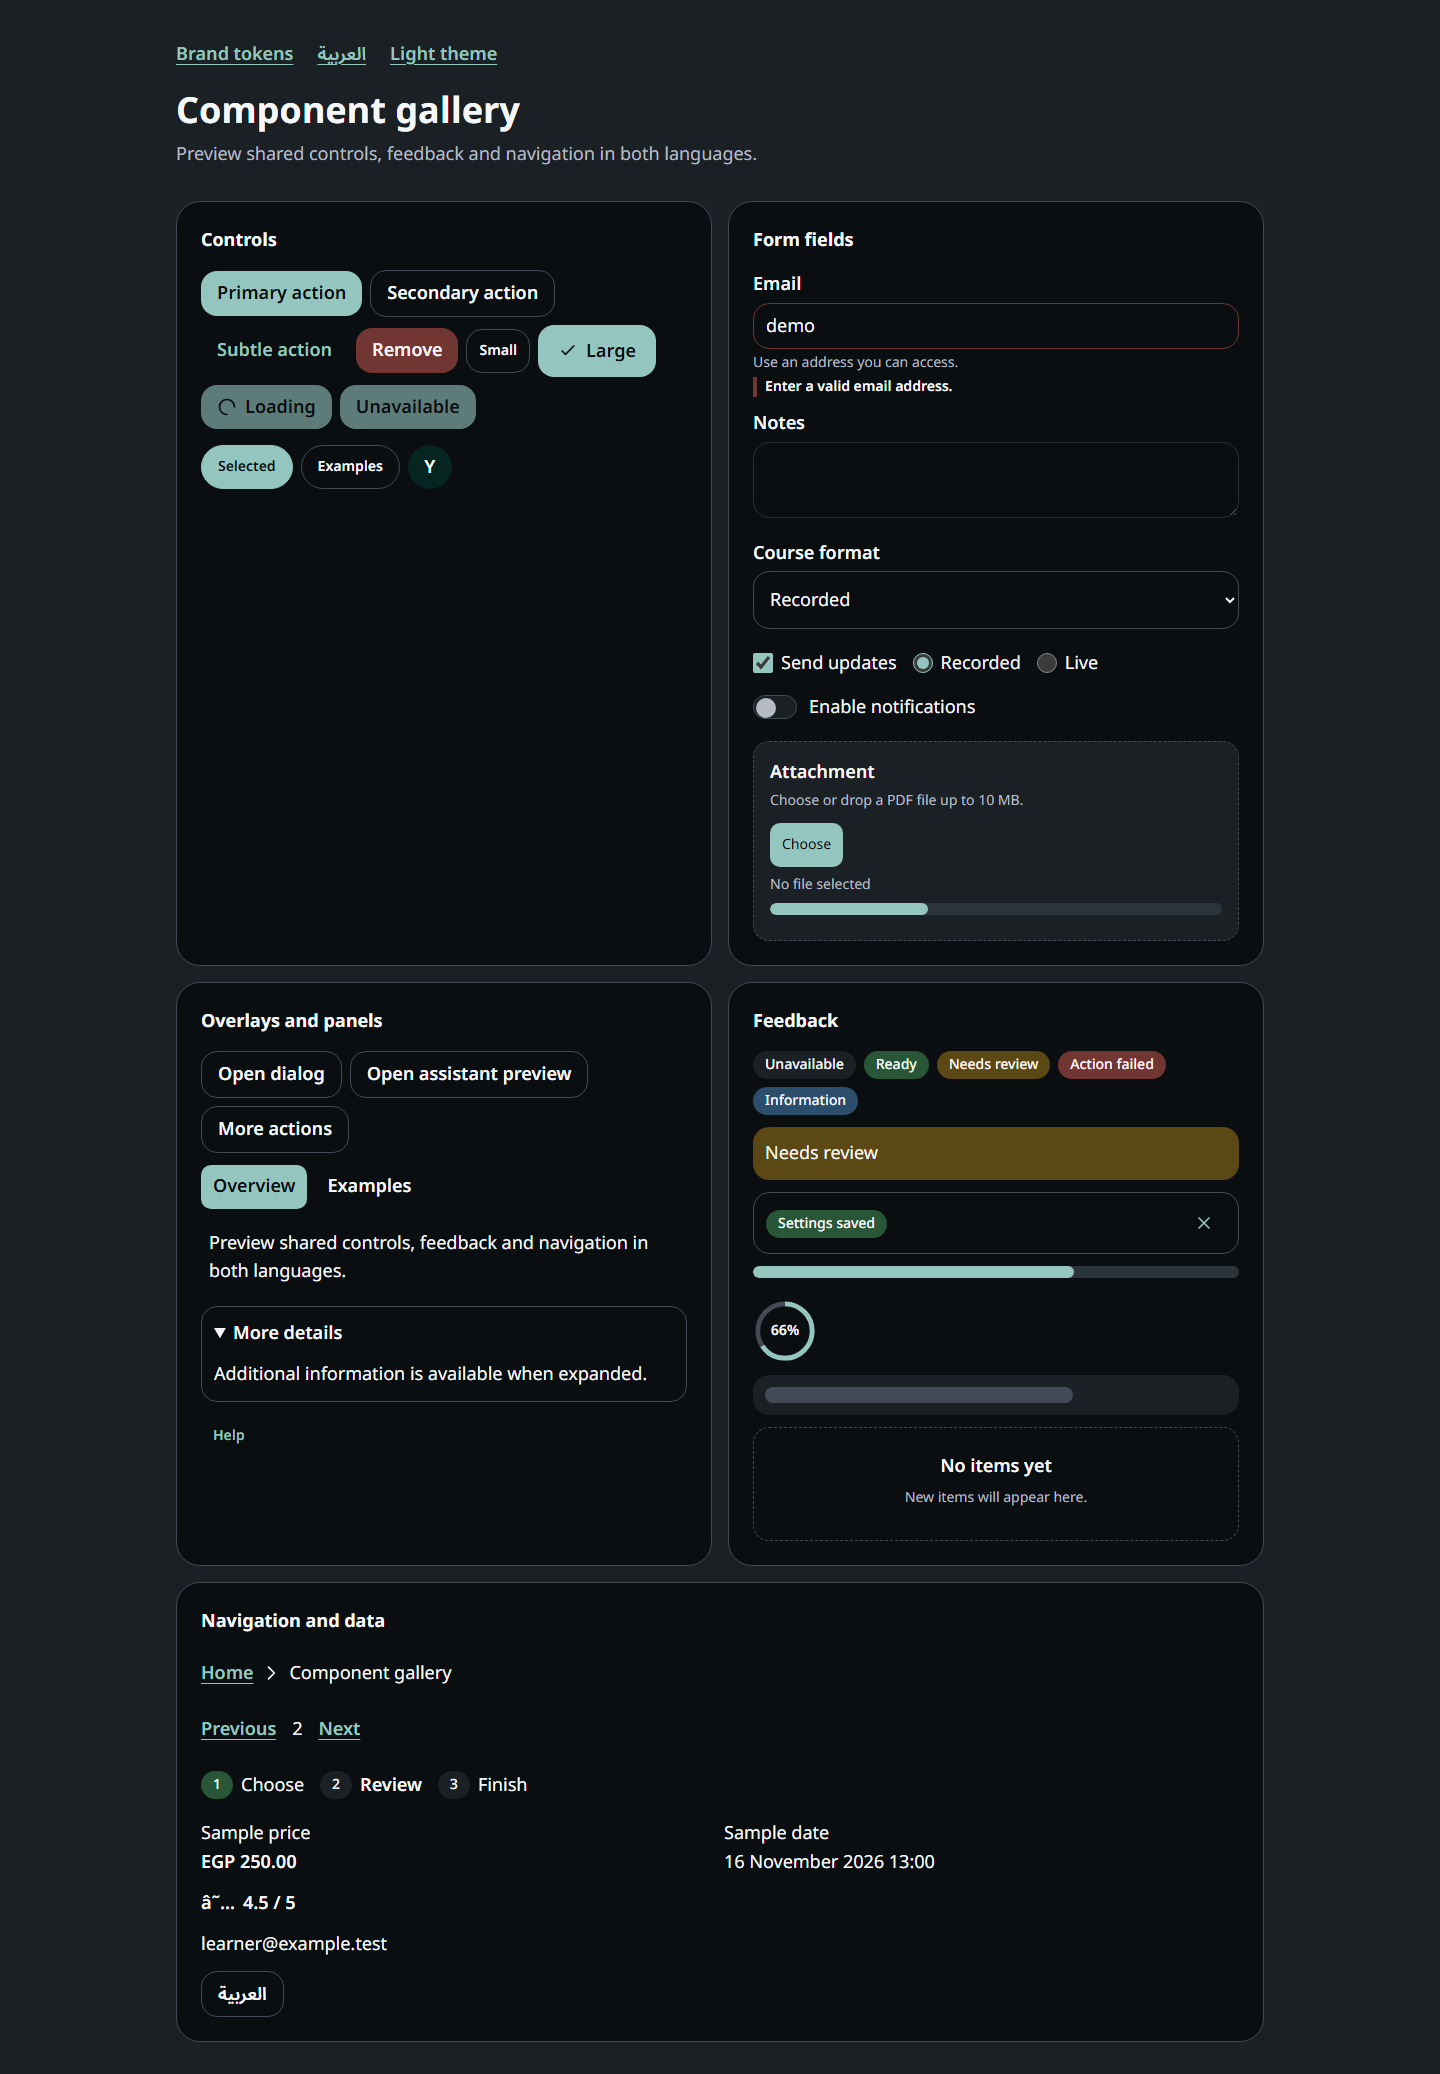 Brand tokens العربية Light theme
Component gallery
Preview shared controls, feedback and navigation in both languages.
Controls
Primary action Secondary action
Subtle action Remove Small Large
Loading Unavailable
Selected Examples Y
Form fields
Email
demo
Use an address you can access.
Enter a valid email address.
Notes
Course format
Recorded
Send updates Recorded Live
Enable notifications
Attachment
Choose or drop a PDF file up to 10 MB.
Choose
No file selected
Overlays and panels
Open dialog Open assistant preview
More actions
Overview Examples
Preview shared controls, feedback and navigation in
both languages.
More details
Additional information is available when expanded.
Help
Feedback
Unavailable Ready Needs review Action failed
Information
Needs review
Settings saved
66%
No items yet
New items will appear here.
Navigation and data
Home Component gallery
Previous 2 Next
1 Choose 2 Review 3 Finish
Sample price
EGP 250.00
Sample date
16 November 2026 13:00
â˜… 4.5 / 5
learner@example.test
العربية